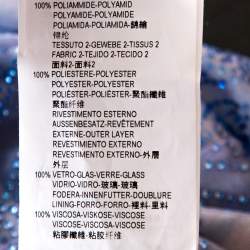 100% POLIAMMIDE-POLYAMID
POLYAMIDE-POLIAMIDA
POLIAMIDA-POLIAMIDA-錦綸
锦纶
TESSUTO 2-GEWEBE 2-TISSUS 2
FABRIC 2-TEJIDO 2-TECIDO 2
面料2-面料2
100% POLIESTERE-POLYESTER
POLYESTER-POLYESTER
POLIÉSTER-POLIÉSTER-聚酯纖維
聚酯纤维
RIVESTIMENTO ESTERNO
AUSSENBESATZ-REVÊTEMENT
EXTERNE-OUTER LAYER
REVESTIMIENTO EXTERNO
REVESTIMENTO EXTERNO-外層
外层
100% VETRO-GLAS-VERRE-GLASS
VIDRIO-VIDRO-玻璃-玻璃
FODERA-INNENFUTTER-DOUBLURE
LINING-FORRO-FORRO-裡料-里料
100% VISCOSA-VISKOSE-VISCOSE
VISCOSE-VISCOSA-VISCOSE
粘膠纖維-粘胶纤维